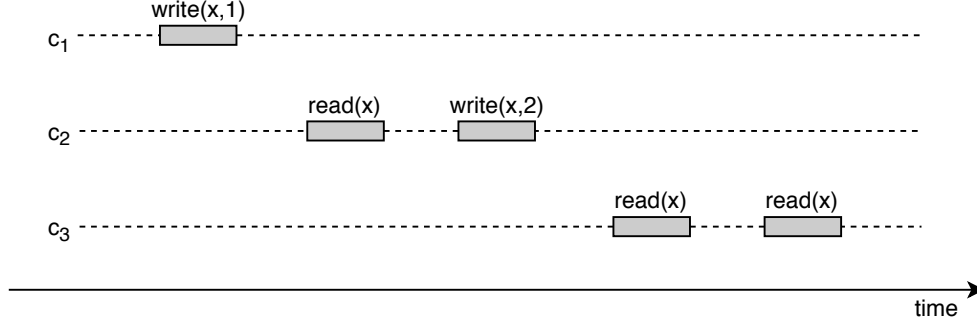 write(x,1)
c1
read(x) write(x,2)
c2
read(x) read(x)
c3
time